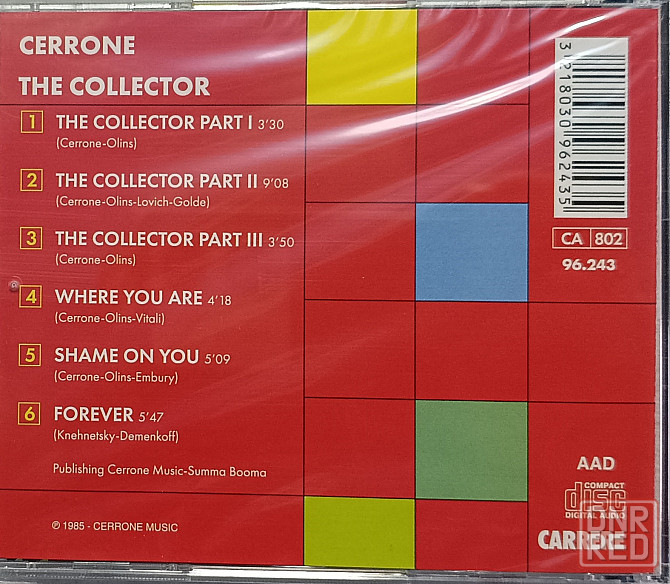 CERRONE
THE COLLECTOR
1 THE COLLECTOR PART I 3'30
(Cerrone-Olins)
2 THE COLLECTOR PART II 9'08
(Cerrone-Olins-Lovich-Golde)
3 THE COLLECTOR PART III 3'50
(Cerrone-Olins)
4 WHERE YOU ARE 4'18
(Cerrone-Olins-Vitali)
5 SHAME ON YOU 5'09
(Cerrone-Olins-Embury)
6 FOREVER 5'47
(Knehnetsky-Demenkoff)
Publishing Cerrone Music-Summa Booma
℗ 1985 - CERRONE MUSIC
3 218030 962435
CA 802
96.243
AAD
COMPACT
disc
DIGITAL AUDIO
CARRERE
DNR
RED